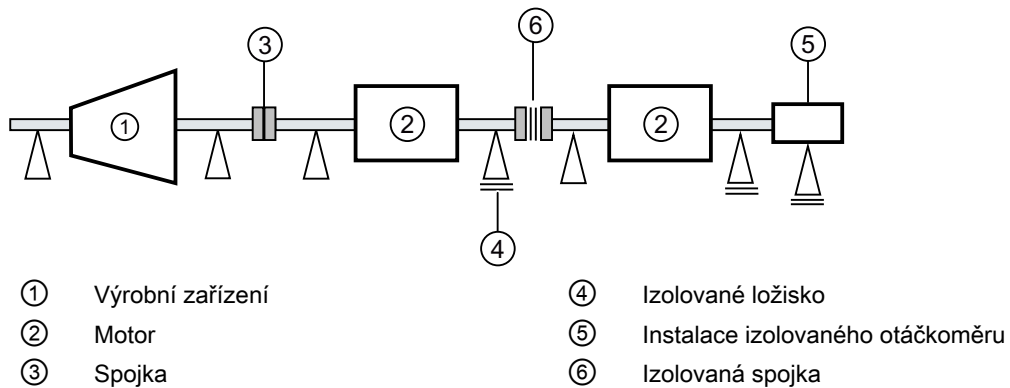 ⑥
③
⑤
① ② ②
④
① Výrobní zařízení
② Motor
③ Spojka
④ Izolované ložisko
⑤ Instalace izolovaného otáčkoměru
⑥ Izolovaná spojka